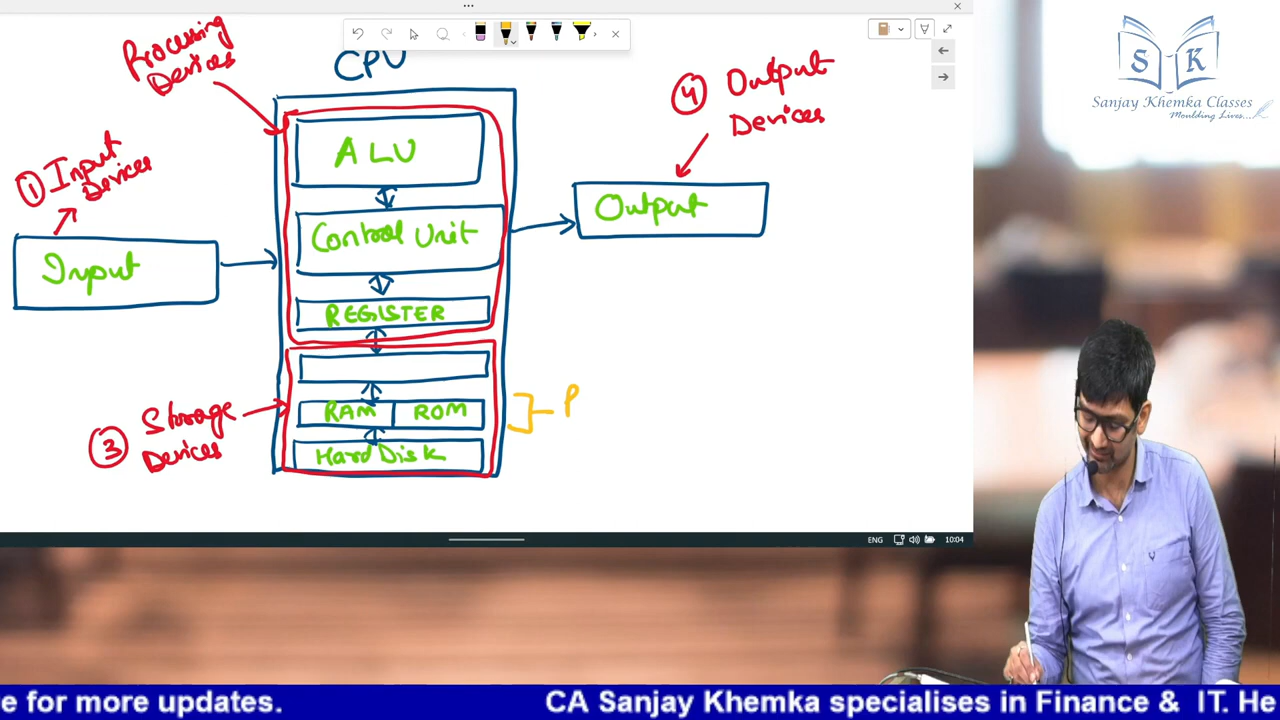 Processing
Devices
CPU
① Input
Devices
Input
ALU
Control Unit
REGISTER
RAM ROM
Hard Disk
③ Storage
Devices
P
④ Output
Devices
Output
ENG 10:04
S K
Sanjay Khemka Classes
Moulding Lives...
e for more updates. CA Sanjay Khemka specialises in Finance & IT. He